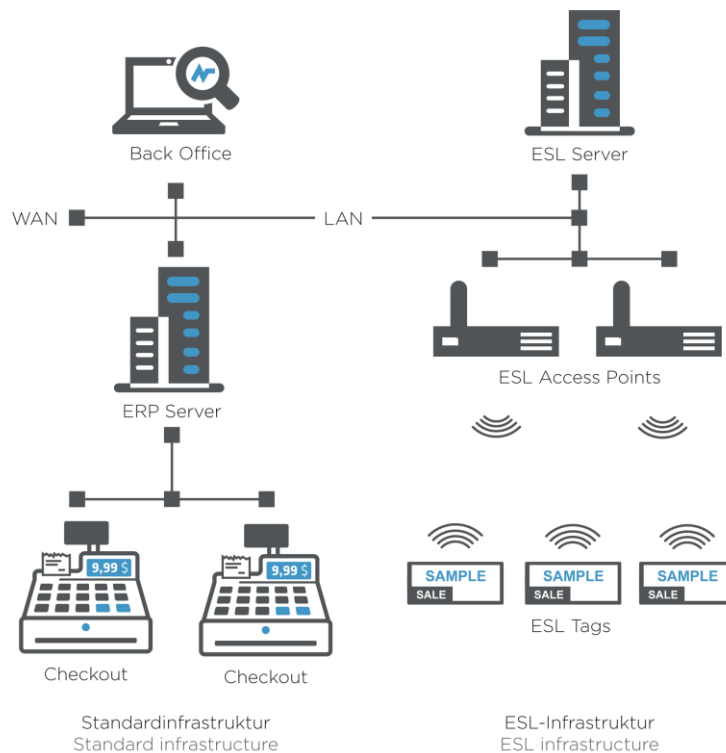 Back Office
ESL Server
WAN
LAN
ERP Server
ESL Access Points
9,99 $
9,99 $
SAMPLE
SALE
SAMPLE
SALE
SAMPLE
SALE
ESL Tags
Checkout
Checkout
Standardinfrastruktur
Standard infrastructure
ESL-Infrastruktur
ESL infrastructure